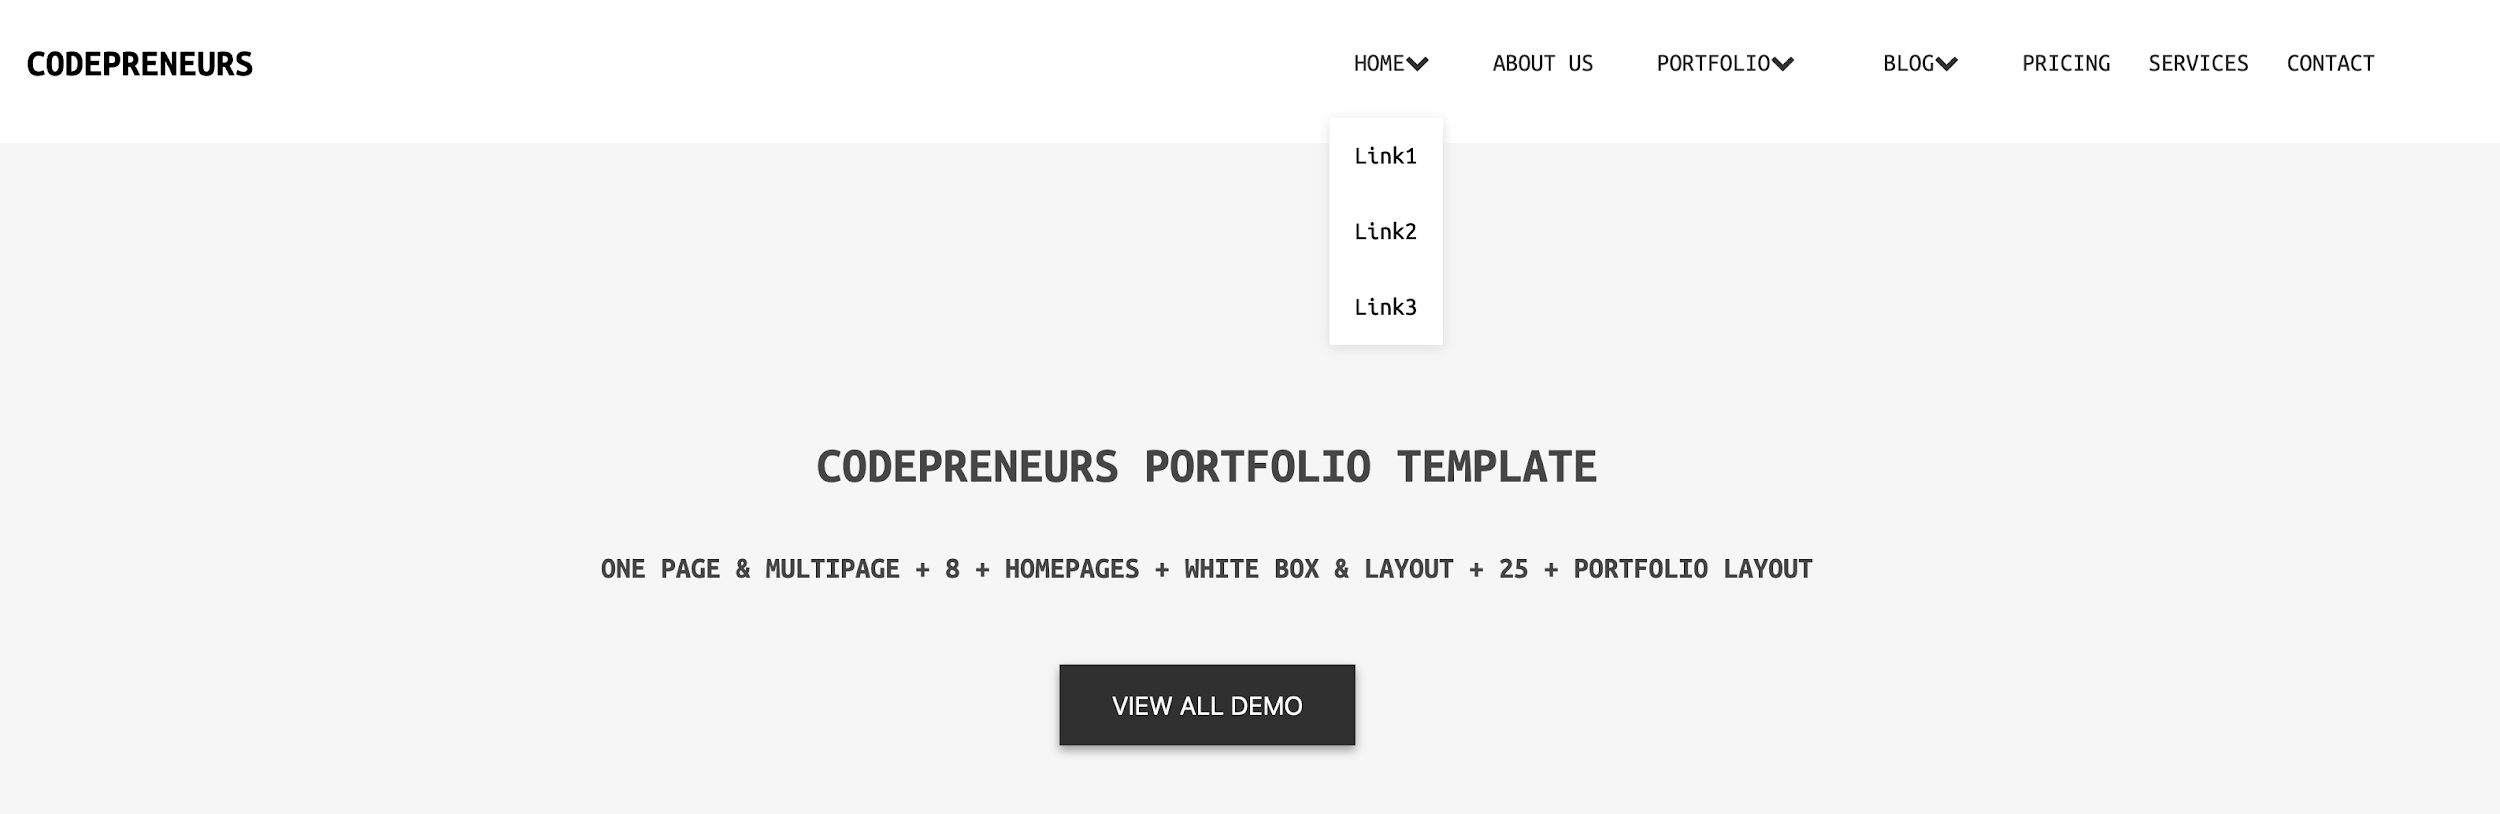 CODEPRENEURS
HOME ABOUT US PORTFOLIO BLOG PRICING SERVICES CONTACT
Link1
Link2
Link3
CODEPRENEURS PORTFOLIO TEMPLATE
ONE PAGE & MULTIPAGE + 8 + HOMEPAGES + WHITE BOX & LAYOUT + 25 + PORTFOLIO LAYOUT
VIEW ALL DEMO